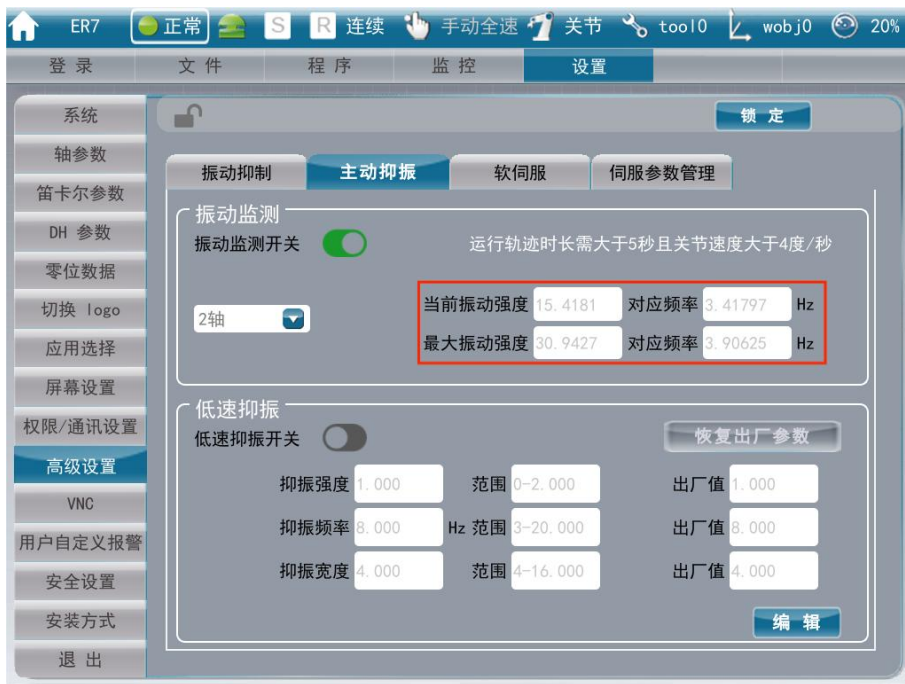 ER7 正常 S R 连续 手动全速 关节 tool0 wobj0 20%
登录 文件 程序 监控 设置
系统
轴参数
笛卡尔参数
DH 参数
零位数据
切换 logo
应用选择
屏幕设置
权限/通讯设置
高级设置
VNC
用户自定义报警
安全设置
安装方式
退出
锁定
振动抑制 主动抑振 软伺服 伺服参数管理
振动监测
振动监测开关 运行轨迹时长需大于5秒且关节速度大于4度/秒
2轴
当前振动强度 15.4181 对应频率 3.41797 Hz
最大振动强度 30.9427 对应频率 3.90625 Hz
低速抑振
低速抑振开关 恢复出厂参数
抑振强度 1.000 范围 0-2.000 出厂值 1.000
抑振频率 8.000 Hz 范围 3-20.000 出厂值 8.000
抑振宽度 4.000 范围 4-16.000 出厂值 4.000
编辑